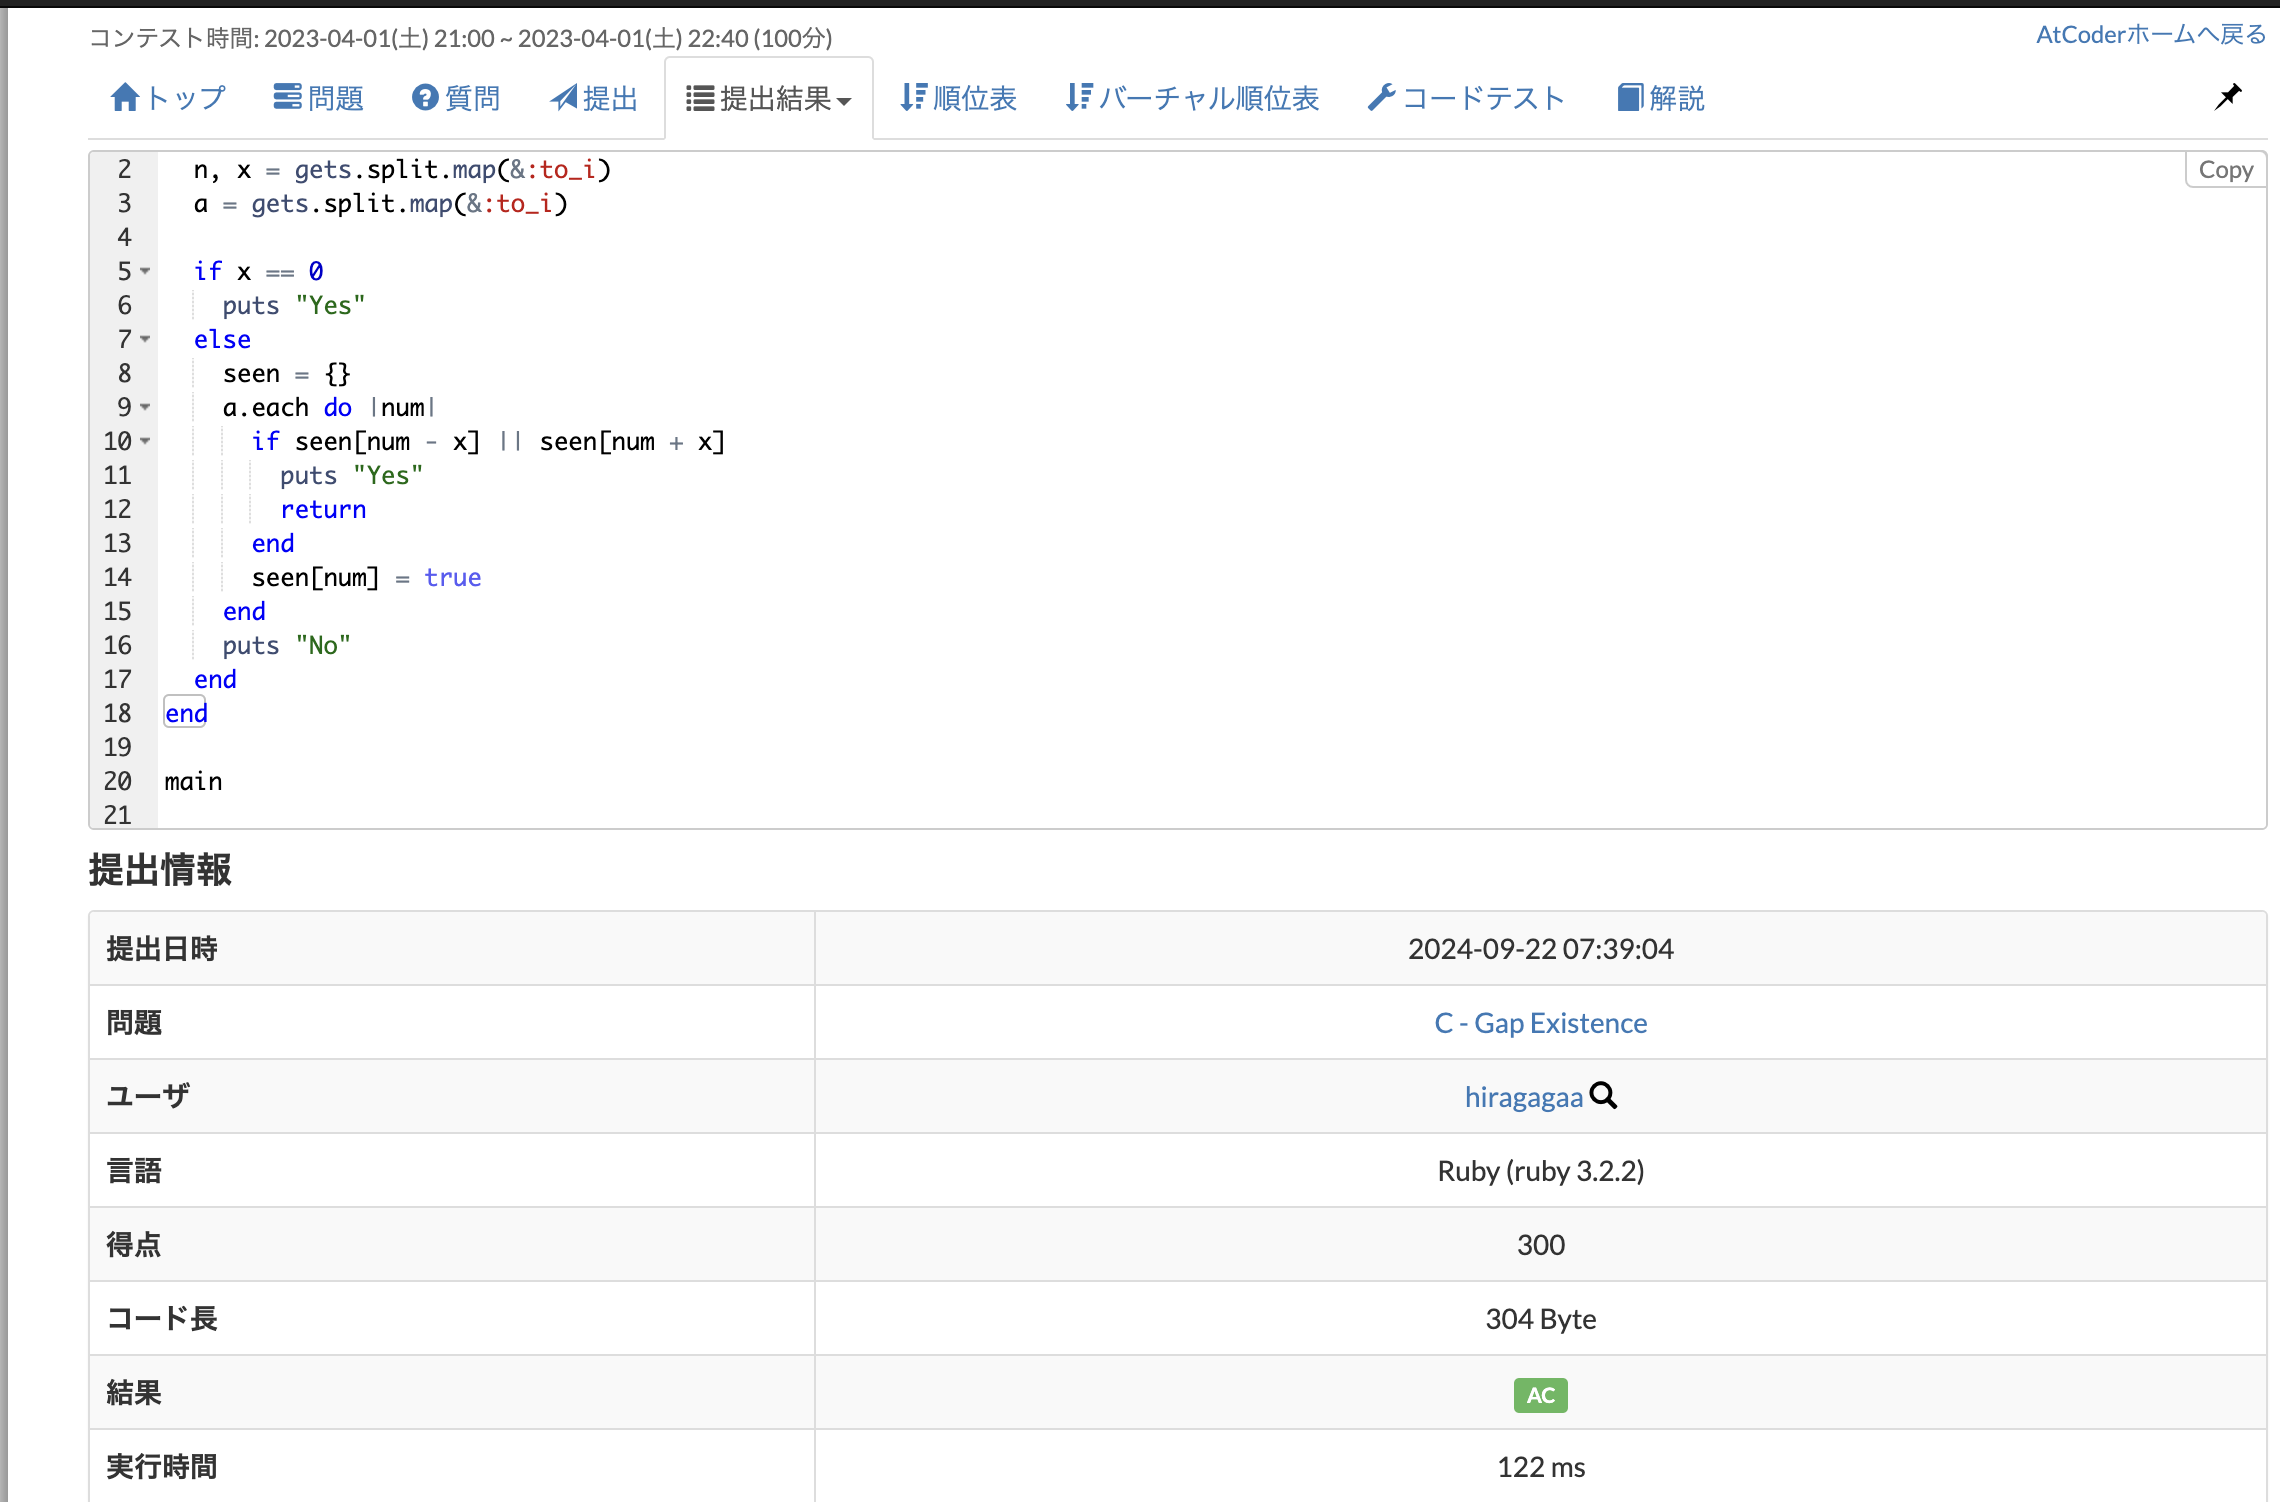 コンテスト時間: 2023-04-01(土) 21:00 ~ 2023-04-01(土) 22:40 (100分)
AtCoderホームへ戻る
トップ 問題 質問 提出 提出結果 順位表 バーチャル順位表 コードテスト 解説
Copy
2 n, x = gets.split.map(&:to_i)
3 a = gets.split.map(&:to_i)
4
5 if x == 0
6 puts "Yes"
7 else
8 seen = {}
9 a.each do |num|
10 if seen[num - x] || seen[num + x]
11 puts "Yes"
12 return
13 end
14 seen[num] = true
15 end
16 puts "No"
17 end
18 end
19
20 main
21
提出情報
提出日時 2024-09-22 07:39:04
問題 C - Gap Existence
ユーザ hiragagaa
言語 Ruby (ruby 3.2.2)
得点 300
コード長 304 Byte
結果 AC
実行時間 122 ms